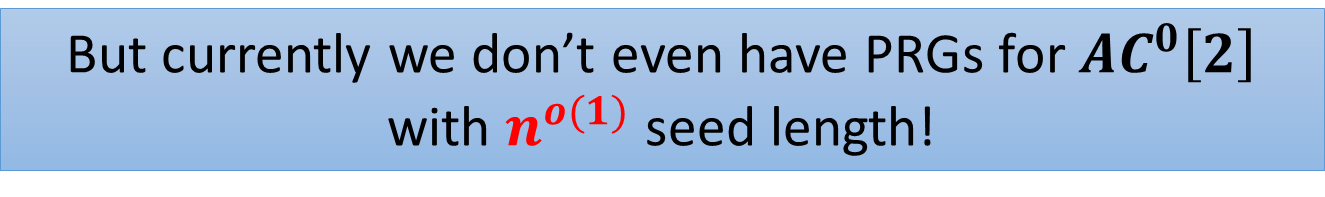 But currently we don’t even have PRGs for AC⁰[2]
with n^{o(1)} seed length!